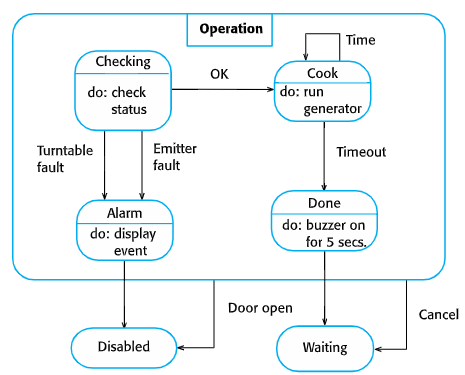 Operation
Checking
do: check
status
OK
Time
Cook
do: run
generator
Turntable
fault
Emitter
fault
Timeout
Alarm
do: display
event
Done
do: buzzer on
for 5 secs.
Door open
Cancel
Disabled
Waiting